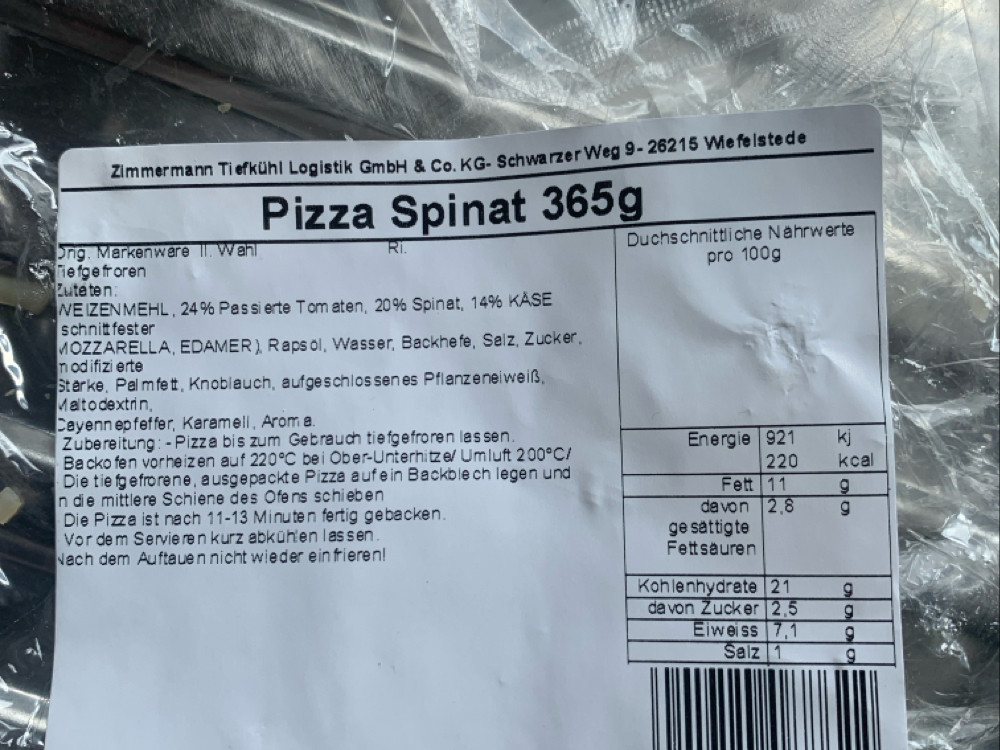 Zimmermann Tiefkühl Logistik GmbH & Co. KG- Schwarzer Weg 9- 26215 Wiefelstede
Pizza Spinat 365g
Orig. Markenware II. Wahl RI.
Tiefgefroren
Zutaten:
WEIZENMEHL, 24% Passierte Tomaten, 20% Spinat, 14% KÄSE
schnittfester
MOZZARELLA, EDAMER), Rapsöl, Wasser, Backhefe, Salz, Zucker,
modifizierte
Stärke, Palmfett, Knoblauch, aufgeschlossenes Pflanzeneiweiß,
Maltodextrin,
Cayennepfeffer, Karamell, Aroma.
Zubereitung: - Pizza bis zum Gebrauch tiefgefroren lassen.
Backofen vorheizen auf 220°C bei Ober-Unterhitze/ Umluft 200°C/
Die tiefgefrorene, ausgepackte Pizza auf ein Backblech legen und
in die mittlere Schiene des Ofens schieben
Die Pizza ist nach 11-13 Minuten fertig gebacken.
Vor dem Servieren kurz abkühlen lassen.
Nach dem Auftauen nicht wieder einfrieren!
Duchschnittliche Nährwerte
pro 100g
Energie 921 kj
220 kcal
Fett 11 g
davon 2,8 g
gesättigte
Fettsäuren
Kohlenhydrate 21 g
davon Zucker 2,5 g
Eiweiss 7,1 g
Salz 1 g